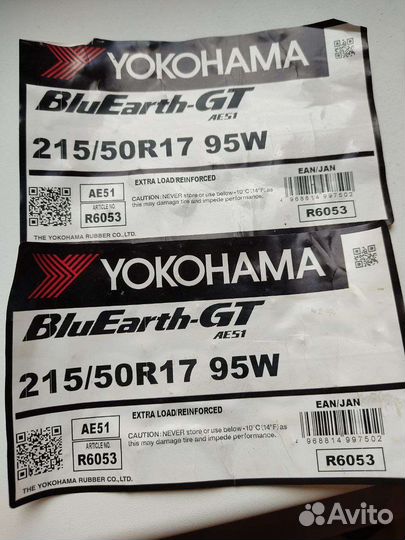 YOKOHAMA
BluEarth-GT
AE51
215/50R17 95W
EXTRA LOAD/REINFORCED
EAN/JAN
AE51
ARTICLE NO.
R6053
CAUTION: NEVER store or use below -10°C (14°F) as
this may damage tire and impede performance.
4 968814 997502
R6053
THE YOKOHAMA RUBBER CO.,LTD.
YOKOHAMA
BluEarth-GT
AE51
215/50R17 95W
EXTRA LOAD/REINFORCED
EAN/JAN
AE51
ARTICLE NO.
R6053
CAUTION: NEVER store or use below -10°C (14°F) as
this may damage tire and impede performance.
4 968814 997502
R6053
THE YOKOHAMA RUBBER CO.,LTD.
Avito